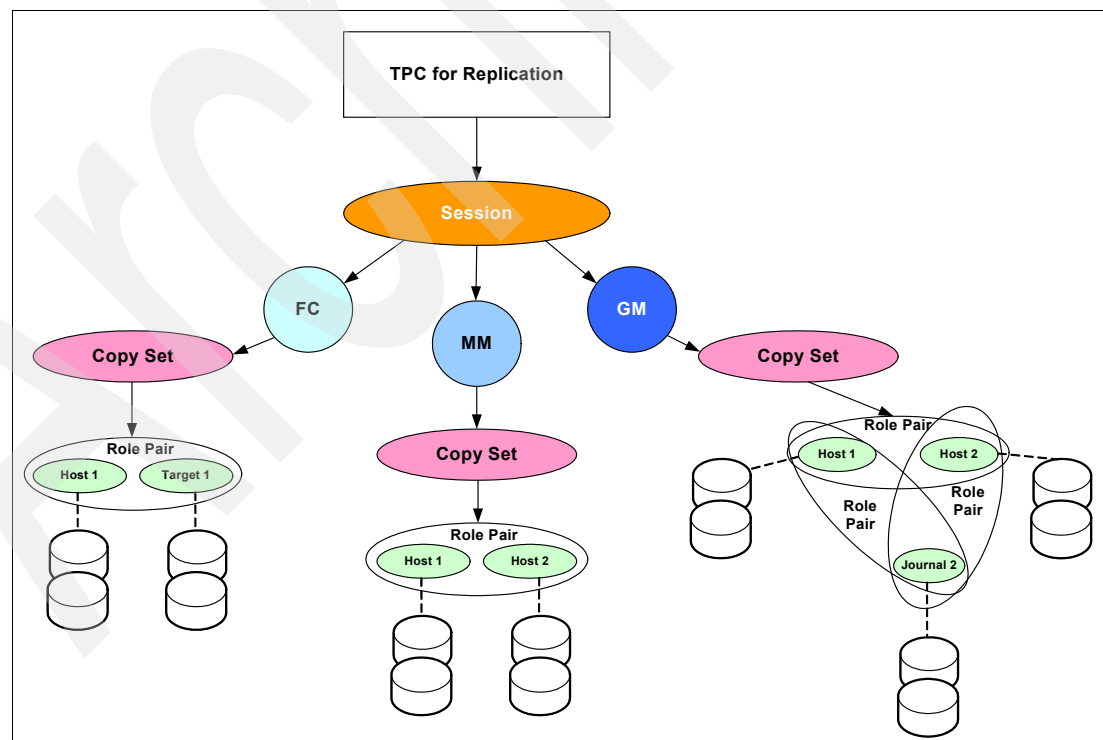 TPC for Replication
Session
FC
MM
GM
Copy Set
Copy Set
Copy Set
Role Pair
Host 1
Target 1
Role Pair
Host 1
Host 2
Role Pair
Host 1
Host 2
Role
Pair
Role
Pair
Journal 2